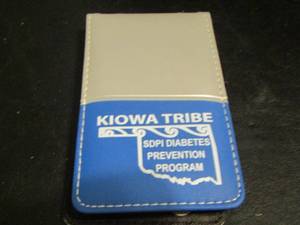 KIOWA TRIBE
SDPI DIABETES
PREVENTION
PROGRAM